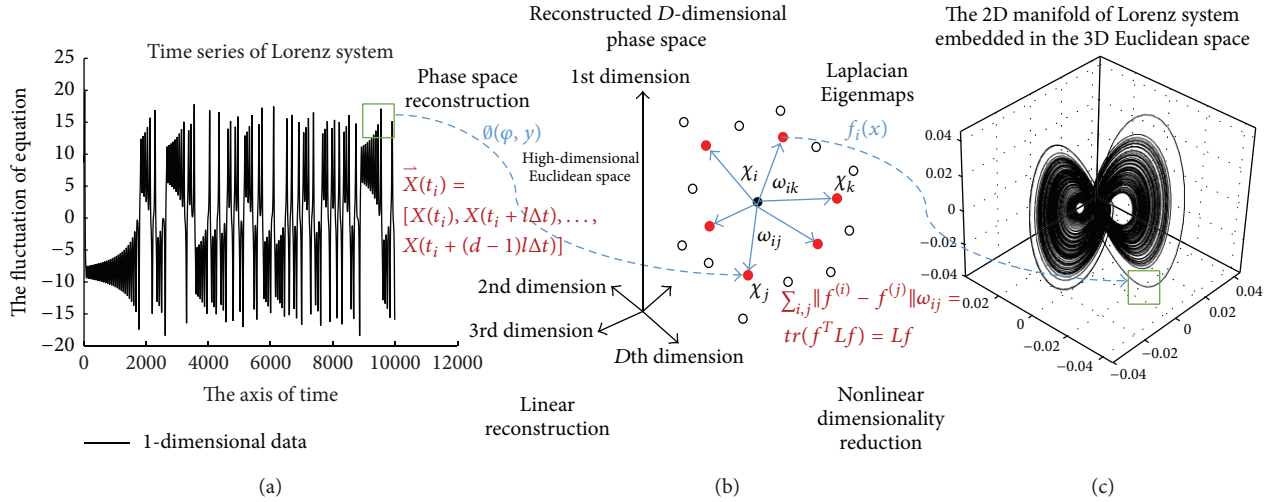 Time series of Lorenz system
The fluctuation of equation
25
20
15
10
5
0
−5
−10
−15
−20
0
2000
4000
6000
8000
10000
12000
The axis of time
1-dimensional data
(a)
Phase space
reconstruction
∅(φ, y)
X⃗(tᵢ) =
[X(tᵢ), X(tᵢ + lΔt), . . . ,
X(tᵢ + (d − 1)lΔt)]
Linear
reconstruction
Reconstructed D-dimensional
phase space
1st dimension
High-dimensional
Euclidean space
2nd dimension
3rd dimension
Dth dimension
χᵢ
ωᵢₖ
χₖ
ωᵢⱼ
χⱼ
∑ᵢ,ⱼ‖f⁽ⁱ⁾ − f⁽ʲ⁾‖ωᵢⱼ =
tr(fᵀLf) = Lf
(b)
Laplacian
Eigenmaps
fᵢ(x)
Nonlinear
dimensionality
reduction
The 2D manifold of Lorenz system
embedded in the 3D Euclidean space
0.04
0.02
0
−0.02
−0.04
0.02
0
−0.02
−0.04
0.04
0.02
0
−0.02
−0.04
(c)